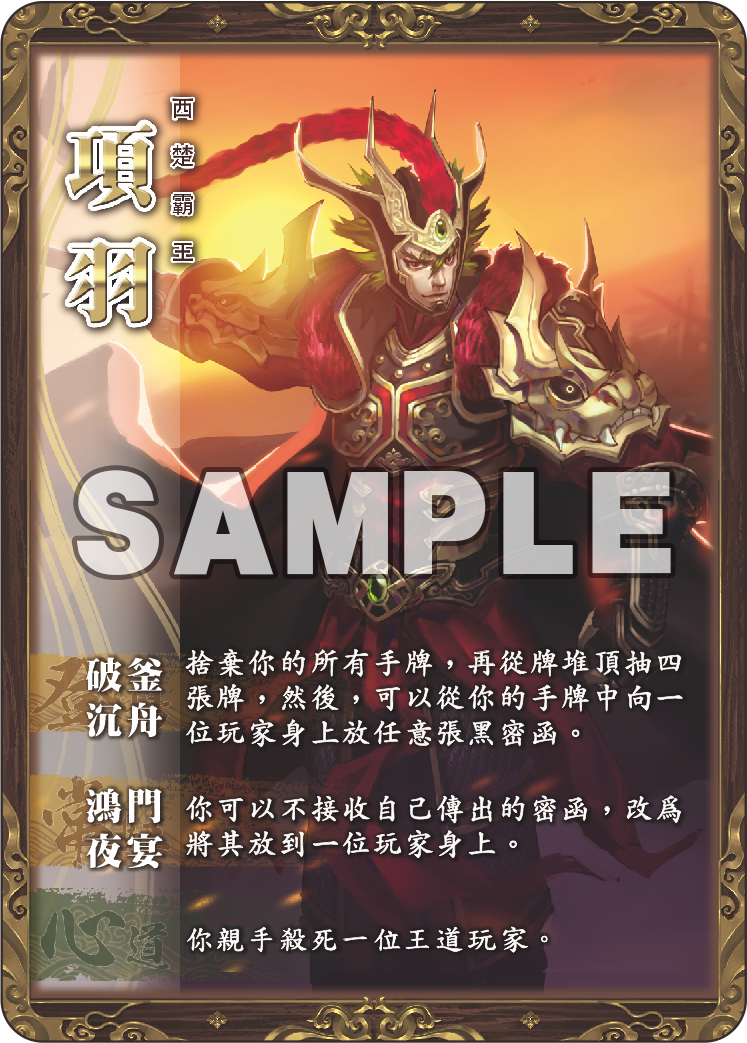 西楚霸王
項羽
SAMPLE
登
破釜
沉舟
捨棄你的所有手牌，再從牌堆頂抽四
張牌，然後，可以從你的手牌中向一
位玩家身上放任意張黑密函。
常
鴻門
夜宴
你可以不接收自己傳出的密函，改爲
將其放到一位玩家身上。
心道
你親手殺死一位王道玩家。